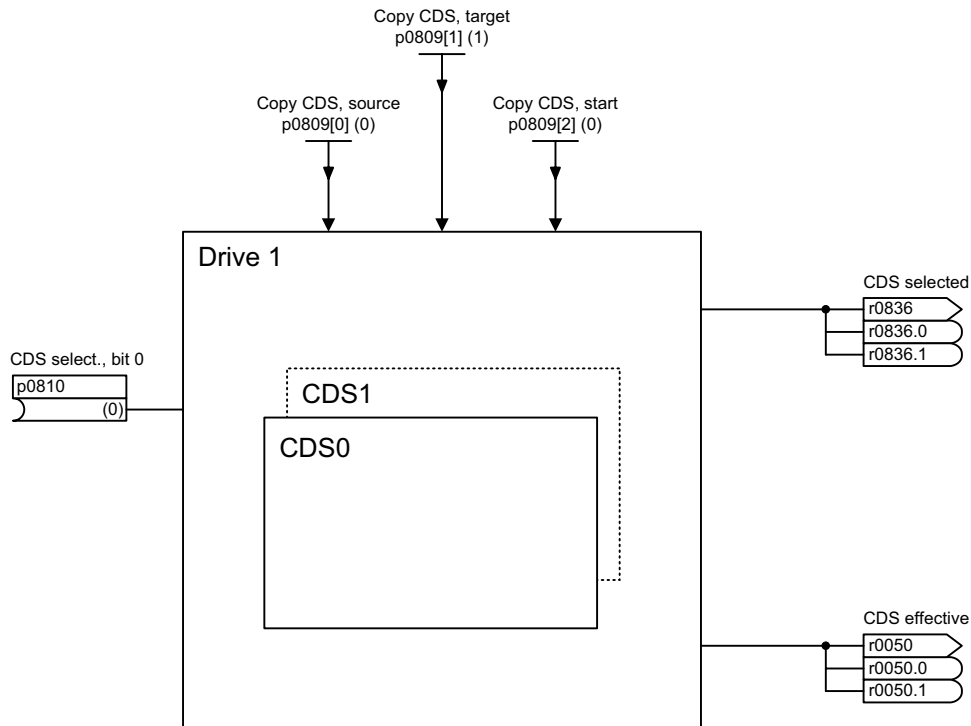 Copy CDS, target
p0809[1] (1)
Copy CDS, source
p0809[0] (0)
Copy CDS, start
p0809[2] (0)
Drive 1
CDS selected
r0836
r0836.0
r0836.1
CDS select., bit 0
p0810
(0)
CDS1
CDS0
CDS effective
r0050
r0050.0
r0050.1